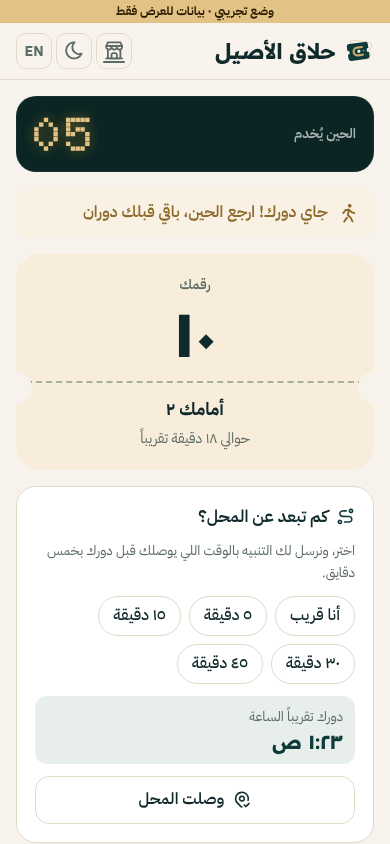 وضع تجريبي · بيانات للعرض فقط
حلاق الأصيل
EN
الحين يُخدم
05
جاي دورك! ارجع الحين، باقي قبلك دوران
رقمك
١٠
أمامك ٢
حوالي ١٨ دقيقة تقريباً
كم تبعد عن المحل؟
اختر، ونرسل لك التنبيه بالوقت اللي يوصلك قبل دورك بخمس
دقايق.
أنا قريب
٥ دقيقة
١٥ دقيقة
٣٠ دقيقة
٤٥ دقيقة
دورك تقريباً الساعة
١:٢٣ ص
وصلت المحل